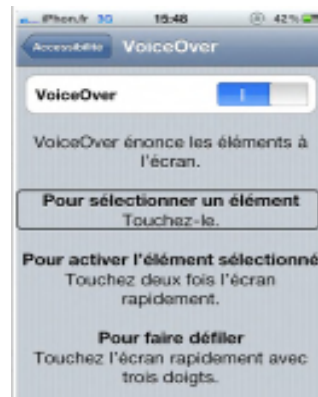 iPhon.fr 3G 15:48 42%
Accessibilité VoiceOver
VoiceOver I
VoiceOver énonce les éléments à
l'écran.
Pour sélectionner un élément
Touchez-le.
Pour activer l'élément sélectionné
Touchez deux fois l'écran
rapidement.
Pour faire défiler
Touchez l'écran rapidement avec
trois doigts.